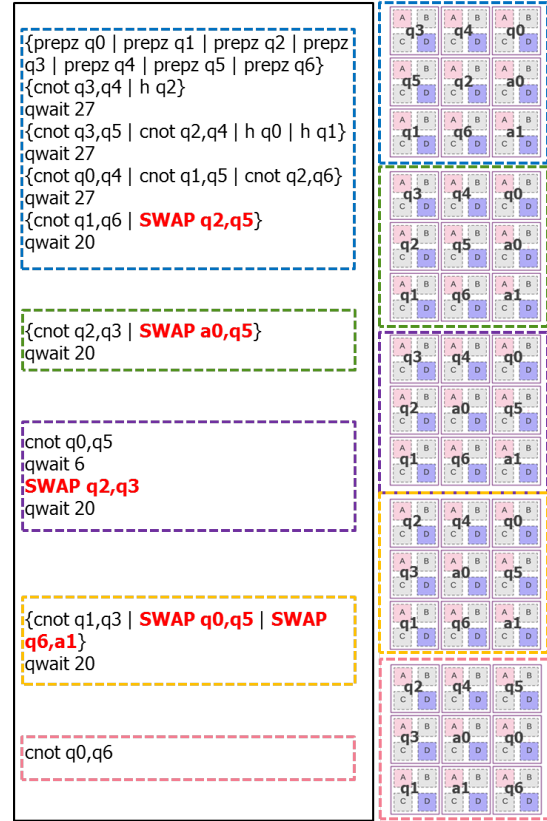 {prepz q0 | prepz q1 | prepz q2 | prepz
q3 | prepz q4 | prepz q5 | prepz q6}
{cnot q3,q4 | h q2}
qwait 27
{cnot q3,q5 | cnot q2,q4 | h q0 | h q1}
qwait 27
{cnot q0,q4 | cnot q1,q5 | cnot q2,q6}
qwait 27
{cnot q1,q6 | SWAP q2,q5}
qwait 20
{cnot q2,q3 | SWAP a0,q5}
qwait 20
cnot q0,q5
qwait 6
SWAP q2,q3
qwait 20
{cnot q1,q3 | SWAP q0,q5 | SWAP
q6,a1}
qwait 20
cnot q0,q6
A B A B A B
q3 q4 q0
C D C D C D
A B A B A B
q5 q2 a0
C D C D C D
A B A B A B
q1 q6 a1
C D C D C D
A B A B A B
q3 q4 q0
C D C D C D
A B A B A B
q2 q5 a0
C D C D C D
A B A B A B
q1 q6 a1
C D C D C D
A B A B A B
q3 q4 q0
C D C D C D
A B A B A B
q2 a0 q5
C D C D C D
A B A B A B
q1 q6 a1
C D C D C D
A B A B A B
q2 q4 q0
C D C D C D
A B A B A B
q3 a0 q5
C D C D C D
A B A B A B
q1 q6 a1
C D C D C D
A B A B A B
q2 q4 q5
C D C D C D
A B A B A B
q3 a0 q0
C D C D C D
A B A B A B
q1 a1 q6
C D C D C D